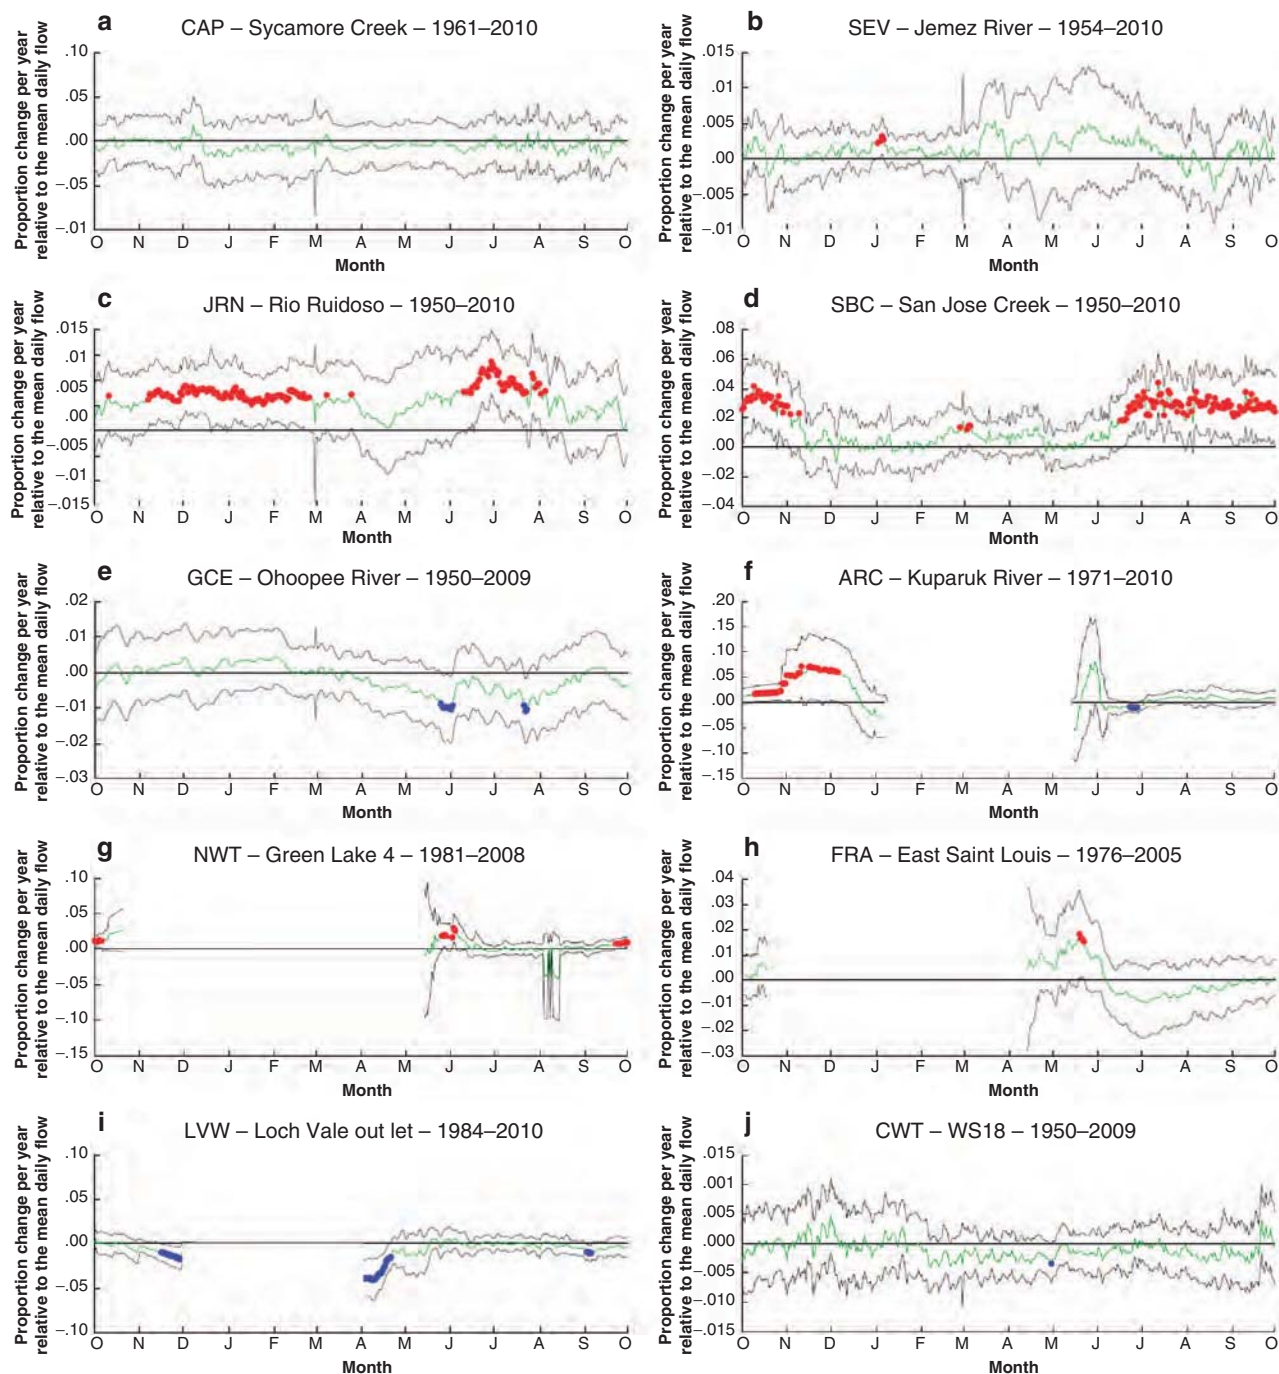 a
CAP – Sycamore Creek – 1961–2010
Proportion change per year
relative to the mean daily flow
.10
.05
.00
–.05
–.01
O N D J F M A M J J A S O
Month
b
SEV – Jemez River – 1954–2010
Proportion change per year
relative to the mean daily flow
.015
.01
.005
.00
–.005
–.01
O N D J F M A M J J A S O
Month
c
JRN – Rio Ruidoso – 1950–2010
Proportion change per year
relative to the mean daily flow
.015
.01
.005
.00
–.005
–.01
–.015
O N D J F M A M J J A S O
Month
d
SBC – San Jose Creek – 1950–2010
Proportion change per year
relative to the mean daily flow
.08
.06
.04
.02
.00
–.02
–.04
O N D J F M A M J J A S O
Month
e
GCE – Ohoopee River – 1950–2009
Proportion change per year
relative to the mean daily flow
.02
.01
.00
–.01
–.02
–.03
O N D J F M A M J J A S O
Month
f
ARC – Kuparuk River – 1971–2010
Proportion change per year
relative to the mean daily flow
.20
.15
.10
.05
.00
–.05
–.10
–.15
O N D J F M A M J J A S O
Month
g
NWT – Green Lake 4 – 1981–2008
Proportion change per year
relative to the mean daily flow
.10
.05
.00
–.05
–.10
–.15
O N D J F M A M J J A S O
Month
h
FRA – East Saint Louis – 1976–2005
Proportion change per year
relative to the mean daily flow
.04
.03
.02
.01
.00
–.01
–.02
–.03
O N D J F M A M J J A S O
Month
i
LVW – Loch Vale out let – 1984–2010
Proportion change per year
relative to the mean daily flow
.10
.05
.00
–.05
–.10
O N D J F M A M J J A S O
Month
j
CWT – WS18 – 1950–2009
Proportion change per year
relative to the mean daily flow
.015
.001
.005
.000
–.005
–.010
–.015
O N D J F M A M J J A S O
Month